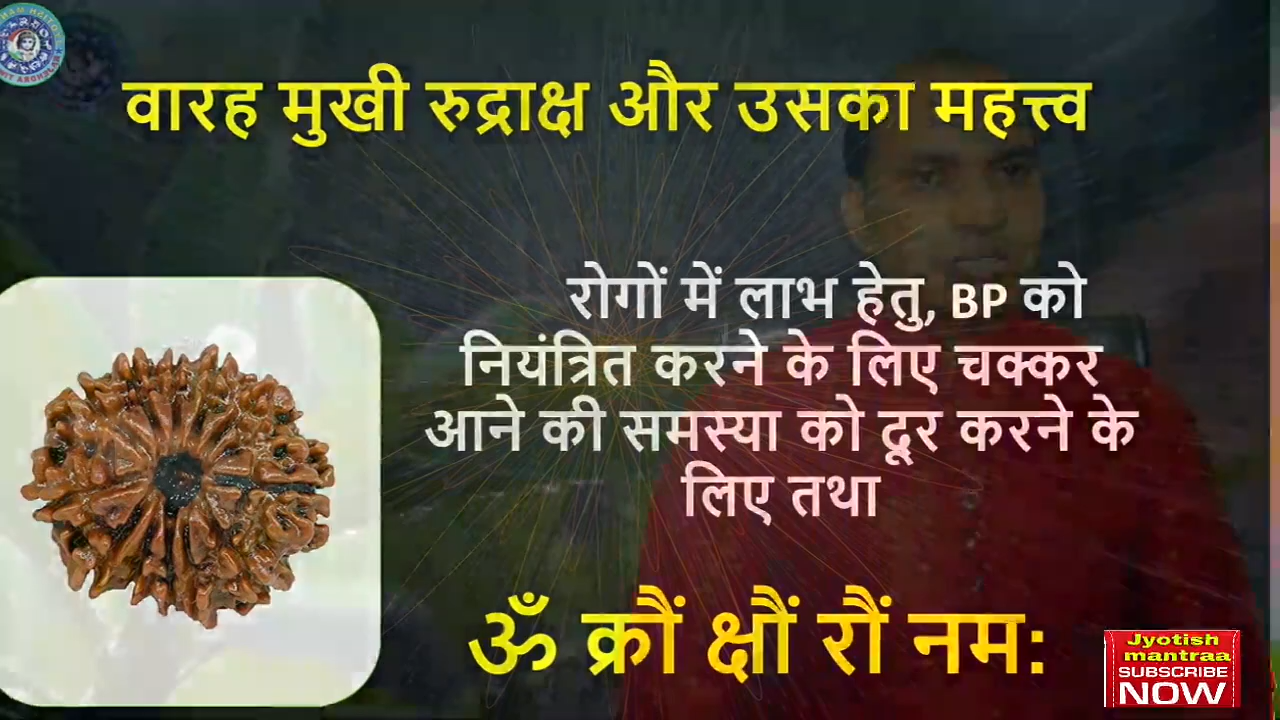 वारह मुखी रुद्राक्ष और उसका महत्त्व
रोगों में लाभ हेतु, BP को
नियंत्रित करने के लिए चक्कर
आने की समस्या को दूर करने के
लिए तथा
ॐ क्रौं क्षौं रौं नम:
Jyotish
mantraa
SUBSCRIBE
NOW